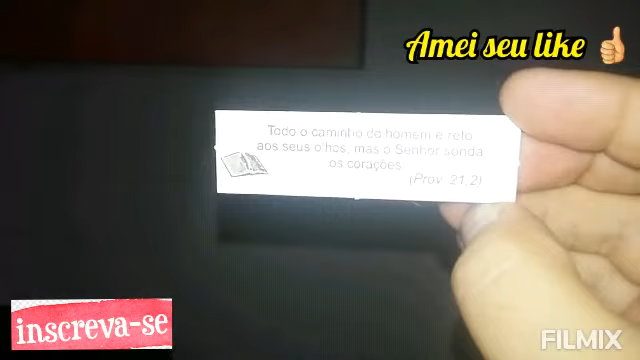 Amei seu like
Todo o caminho do homem e reto
aos seus olhos, mas o Senhor sonda
os corações
(Prov. 21,2)
inscreva-se
FILMIX